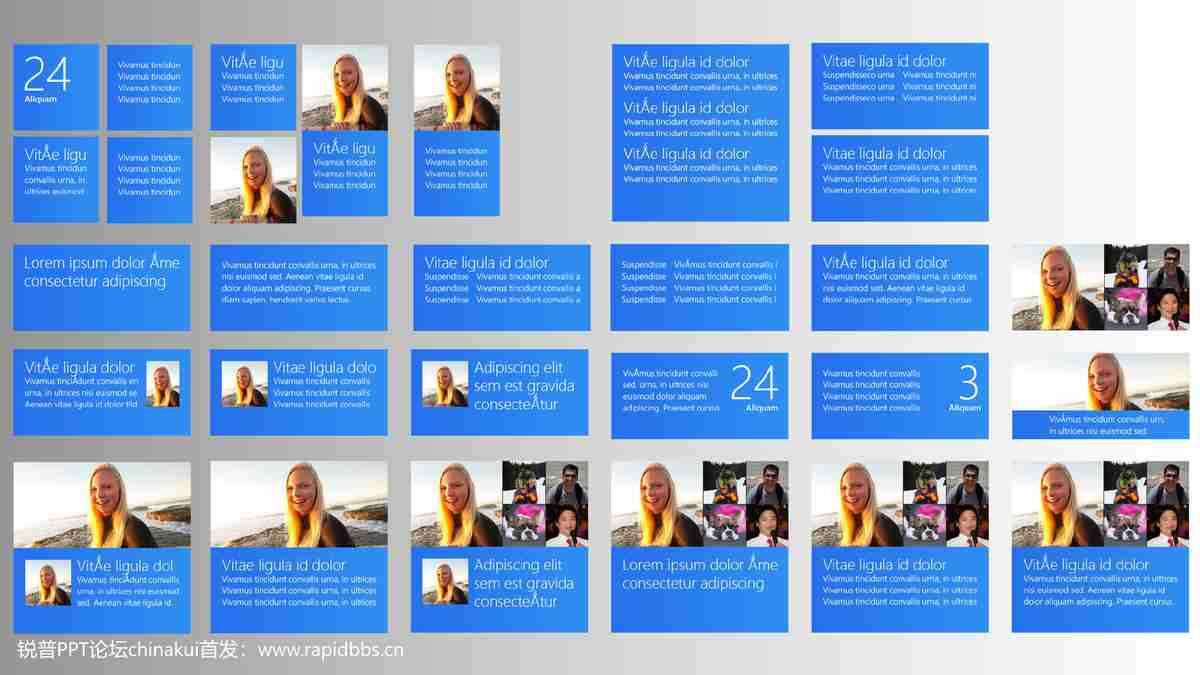 24
Aliquam
Vivamus tincidun
Vivamus tincidun
Vivamus tincidun
Vivamus tincidun
VitÅe ligu
Vivamus tincidun
Vivamus tincidun
Vivamus tincidun
VitÅe ligu
Vivamus tincidun
convallis urna, in
ultrices euismod
Vivamus tincidun
Vivamus tincidun
Vivamus tincidun
Vivamus tincidun
VitÅe ligu
Vivamus tincidun
Vivamus tincidun
Vivamus tincidun
Vivamus tincidun
Vivamus tincidun
Vivamus tincidun
Vivamus tincidun
VitÅe ligula id dolor
Vivamus tincidunt convallis urna, in ultrices
Vivamus tincidunt convallis urna, in ultrices
VitÅe ligula id dolor
Vivamus tincidunt convallis urna, in ultrices
Vivamus tincidunt convallis urna, in ultrices
VitÅe ligula id dolor
Vivamus tincidunt convallis urna, in ultrices
Vivamus tincidunt convallis urna, in ultrices
Vitae ligula id dolor
Suspendisseco urna Vivamus tincidunt ni
Suspendisseco urna Vivamus tincidunt ni
Suspendisseco urna Vivamus tincidunt ni
Vitae ligula id dolor
Vivamus tincidunt convallis urna, in ultrices
Vivamus tincidunt convallis urna, in ultrices
Vivamus tincidunt convallis urna, in ultrices
Lorem ipsum dolor Åme
consectetur adipiscing
Vivamus tincidunt convallis urna, in ultrices
nisi euismod sed. Aenean vitae ligula id
dolor aliquam adipiscing. Praesent cursus
diam sapien, hendrerit varius lectus.
Vitae ligula id dolor
Suspendisse Vivamus tincidunt convallis a
Suspendisse Vivamus tincidunt convallis a
Suspendisse Vivamus tincidunt convallis a
Suspendisse VivÅmus tincidunt convallis i
Suspendisse Vivamus tincidunt convallis i
Suspendisse Vivamus tincidunt convallis i
Suspendisse Vivamus tincidunt convallis i
VitÅe ligula id dolor
Vivamus tincidunt convallis urna, in ultrices
nisi euismod sed. Aenean vitae ligula id
dolor aliquam adipiscing. Praesent cursus
VitÅe ligula dolor
Vivamus tinciÅdunt convallis en
urna, in ultrices nisi euismod se
Aenean vitae ligula id dolor tild
Vitae ligula dolo
Vivamus tincidunt convallis
Vivamus tincidunt convallis
Vivamus tincidunt convallis
Adipiscing elit
sem est gravida
consecteÅtur
VivÅmus tincidunt convalli
sed. urna, in ultrices nisi
euismod dolor aliquam
adipiscing. Praesent cursus
24
Aliquam
Vivamus tincidunt convallis
Vivamus tincidunt convallis
Vivamus tincidunt convallis
Vivamus tincidunt convallis
3
Aliquam
VivÅmus tincidunt convallis urn,
in ultrices nisi euismod sed.
VitÅe ligula dol
Vivamus tinciÅdunt convallis
urna, in ultrices nisi euismod
sed. Aenean vitae ligula id.
Vitae ligula id dolor
Vivamus tincidunt convallis urna, in ultrices
Vivamus tincidunt convallis urna, in ultrices
Vivamus tincidunt convallis urna, in ultrices
Adipiscing elit
sem est gravida
consecteÅtur
Lorem ipsum dolor Åme
consectetur adipiscing
VitÅe ligula id dolor
Vivamus tincidunt convallis urna, in ultrices
Vivamus tincidunt convallis urna, in ultrices
Vivamus tincidunt convallis urna, in ultrices
VitÅe ligula id dolor
Vivamus tincidunt convallis urna, in ultrices
nisi euismod sed. Aenean vitae ligula id
dolor aliquam adipiscing. Praesent cursus.
锐普PPT论坛chinakui首发：www.rapidbbs.cn